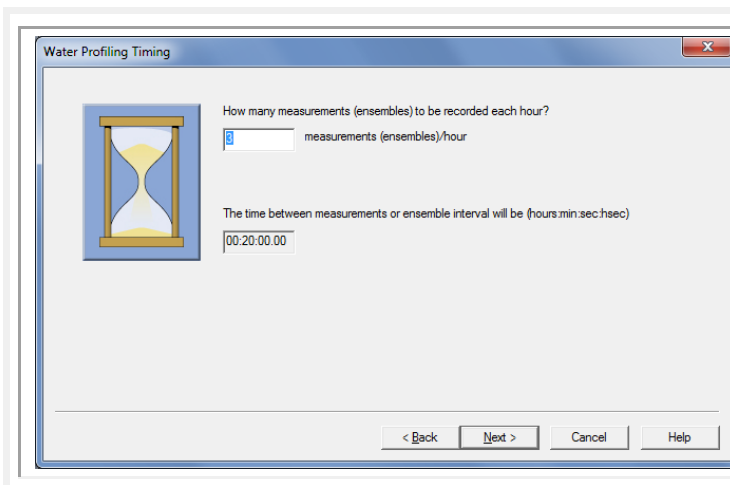 Water Profiling Timing
How many measurements (ensembles) to be recorded each hour?
3 measurements (ensembles)/hour
The time between measurements or ensemble interval will be (hours:min:sec:hsec)
00:20:00.00
< Back Next > Cancel Help